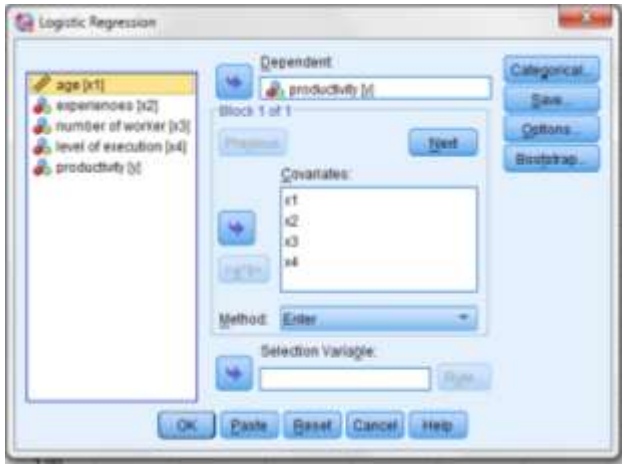 Logistic Regression
age [x1]
experiences [x2]
number of worker [x3]
level of execution [x4]
productivity [y]
Dependent
productivity [y]
Block 1 of 1
Previous
Next
Covariates:
x1
x2
x3
x4
>a*b>
Method:
Enter
Selection Variable:
Rule...
Categorical...
Save...
Options...
Bootstrap...
OK
Paste
Reset
Cancel
Help